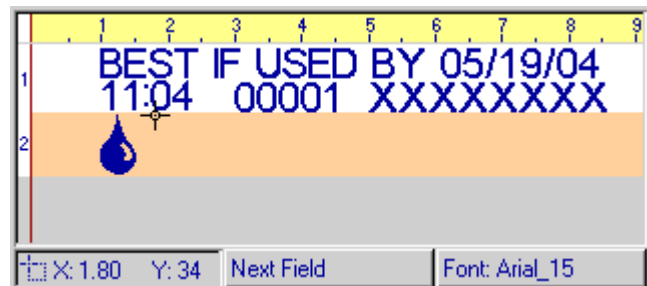 1 2 3 4 5 6 7 8 9
1
BEST IF USED BY 05/19/04
11:04 00001 XXXXXXXX
2
X: 1.80 Y: 34 Next Field Font: Arial_15